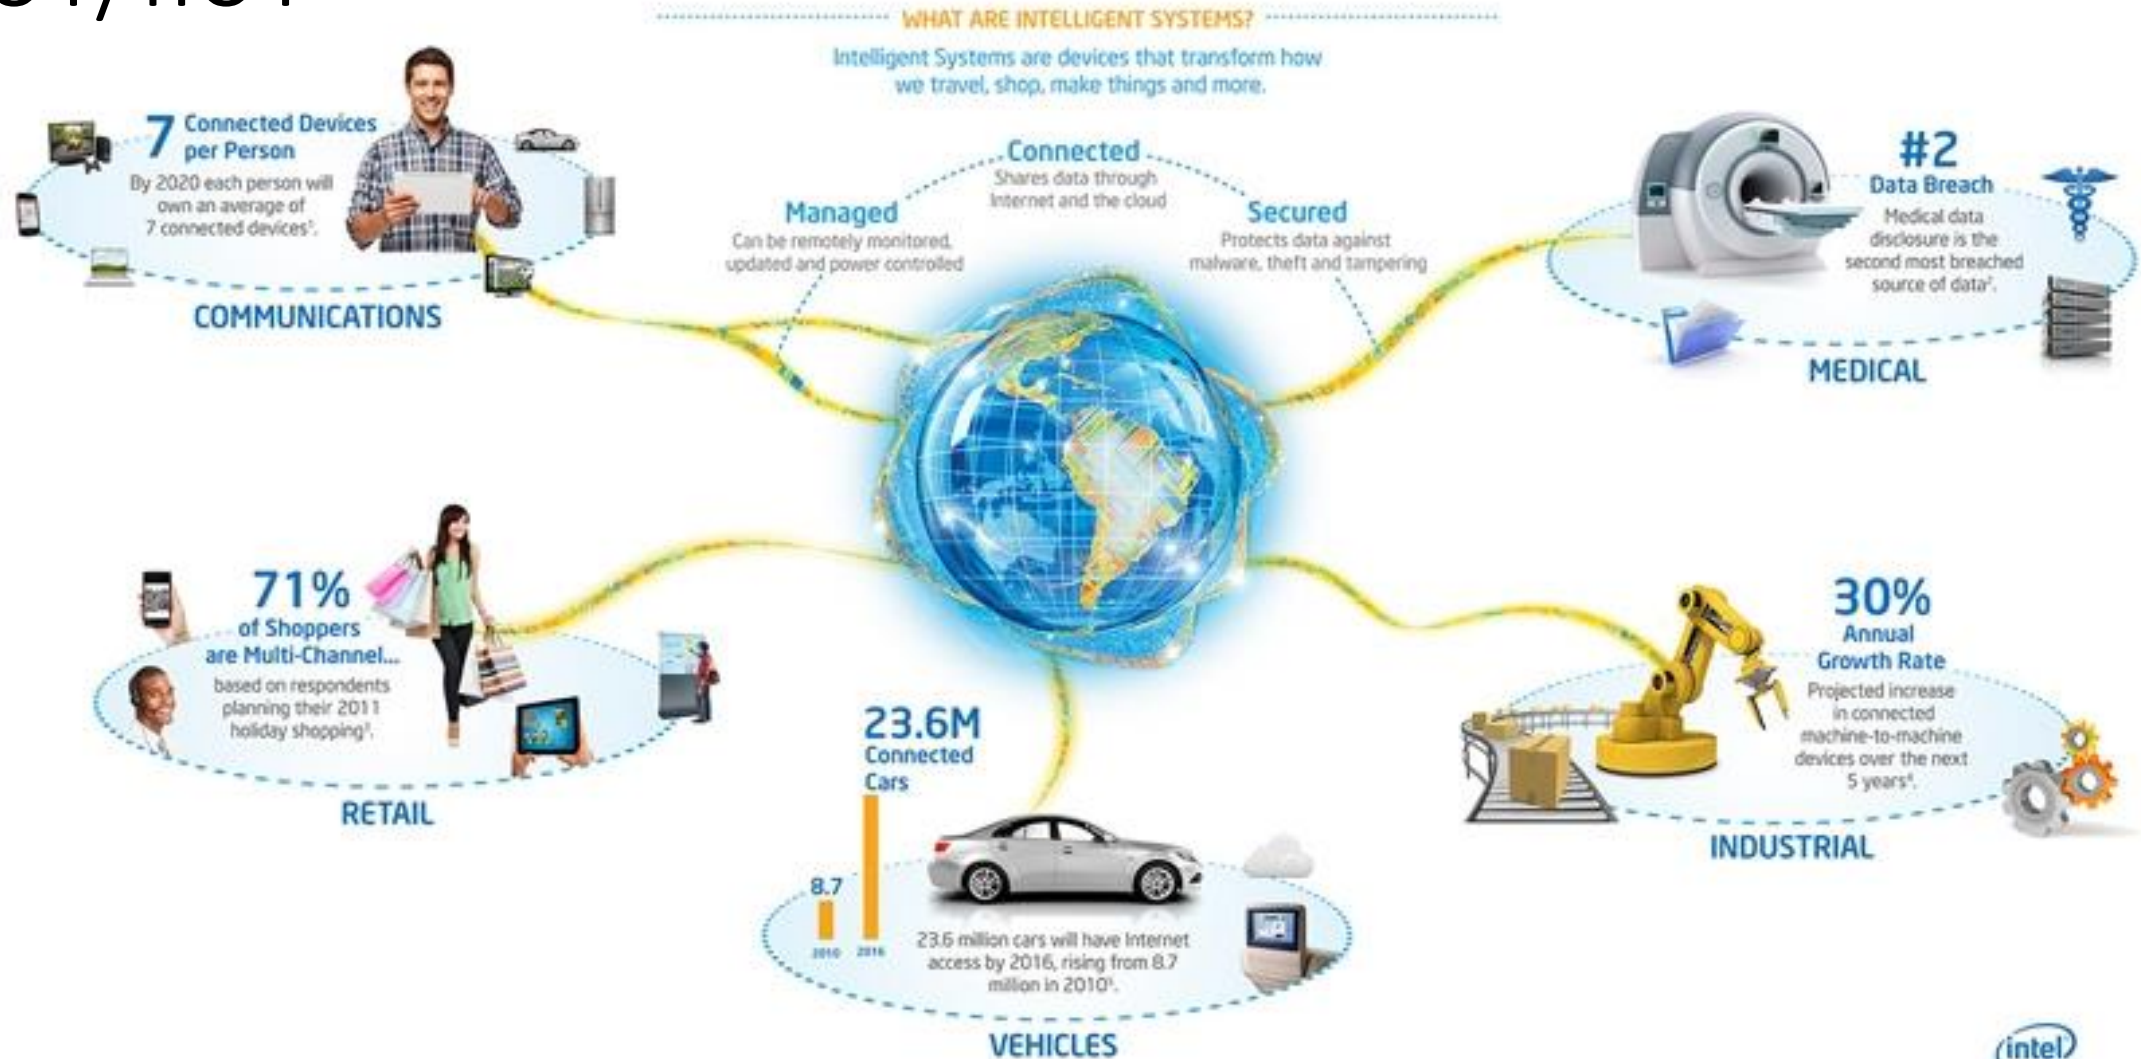 WHAT ARE INTELLIGENT SYSTEMS?
Intelligent Systems are devices that transform how
we travel, shop, make things and more.
Connected
Shares data through
Internet and the cloud
Managed
Can be remotely monitored,
updated and power controlled
Secured
Protects data against
malware, theft and tampering
7 Connected Devices
per Person
By 2020 each person will
own an average of
7 connected devices¹.
COMMUNICATIONS
#2
Data Breach
Medical data
disclosure is the
second most breached
source of data².
MEDICAL
71%
of Shoppers
are Multi-Channel...
based on respondents
planning their 2011
holiday shopping³.
RETAIL
23.6M
Connected
Cars
8.7
2010 2016
23.6 million cars will have Internet
access by 2016, rising from 8.7
million in 2010⁵.
VEHICLES
30%
Annual
Growth Rate
Projected increase
in connected
machine-to-machine
devices over the next
5 years⁴.
INDUSTRIAL
intel